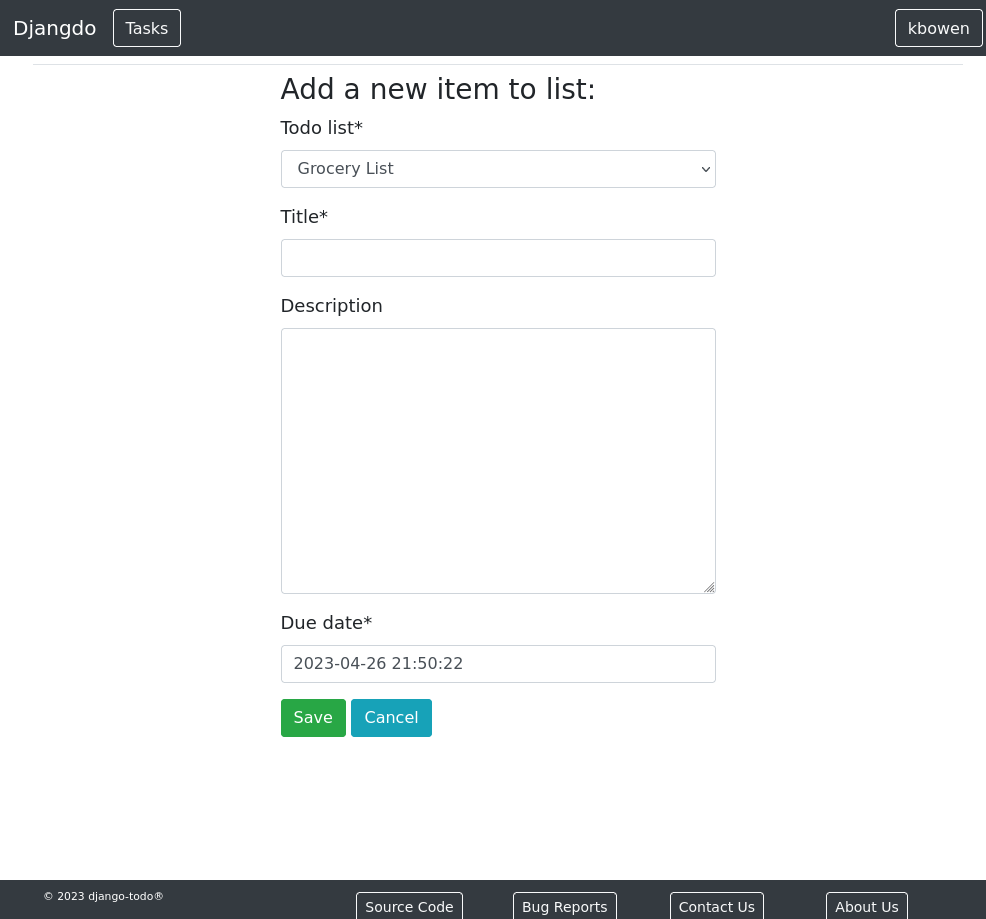 Djangdo Tasks kbowen
Add a new item to list:
Todo list*
Grocery List
Title*
Description
Due date*
2023-04-26 21:50:22
Save Cancel
© 2023 django-todo®
Source Code Bug Reports Contact Us About Us